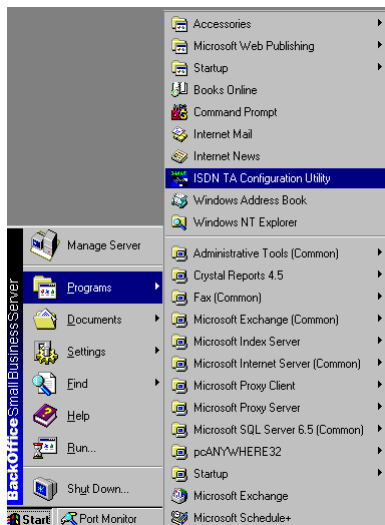 Accessories
Microsoft Web Publishing
Startup
Books Online
Command Prompt
Internet Mail
Internet News
ISDN TA Configuration Utility
Windows Address Book
Windows NT Explorer
Administrative Tools (Common)
Crystal Reports 4.5
Fax (Common)
Microsoft Exchange (Common)
Microsoft Index Server
Microsoft Internet Server (Common)
Microsoft Proxy Client
Microsoft Proxy Server
Microsoft SQL Server 6.5 (Common)
pcANYWHERE32
Startup
Microsoft Exchange
Microsoft Schedule+
Manage Server
Programs
Documents
Settings
Find
Help
Run...
Shut Down...
BackOffice Small Business Server
Start
Port Monitor